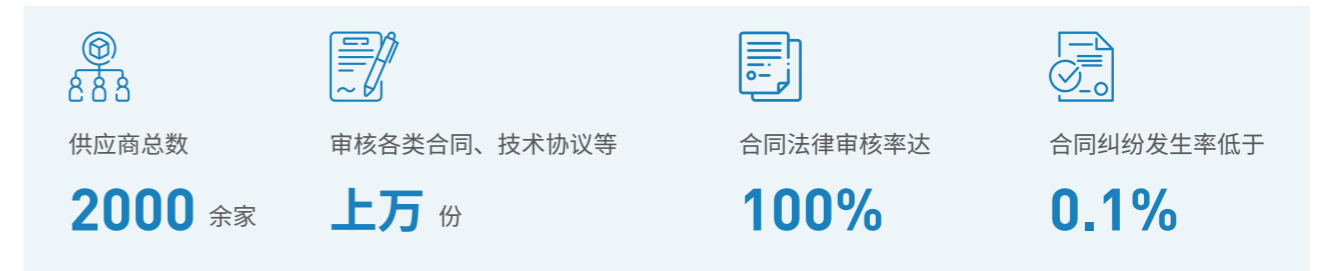 供应商总数
2000 余家
审核各类合同、技术协议等
上万 份
合同法律审核率达
100%
合同纠纷发生率低于
0.1%